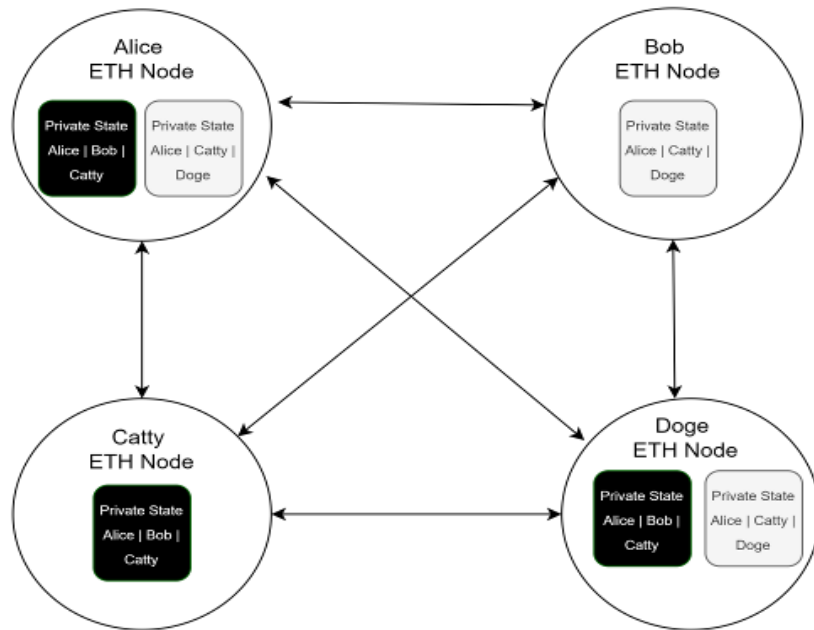 Alice
ETH Node
Private State
Alice | Bob |
Catty
Private State
Alice | Catty |
Doge
Bob
ETH Node
Private State
Alice | Catty |
Doge
Catty
ETH Node
Private State
Alice | Bob |
Catty
Doge
ETH Node
Private State
Alice | Bob |
Catty
Private State
Alice | Catty |
Doge